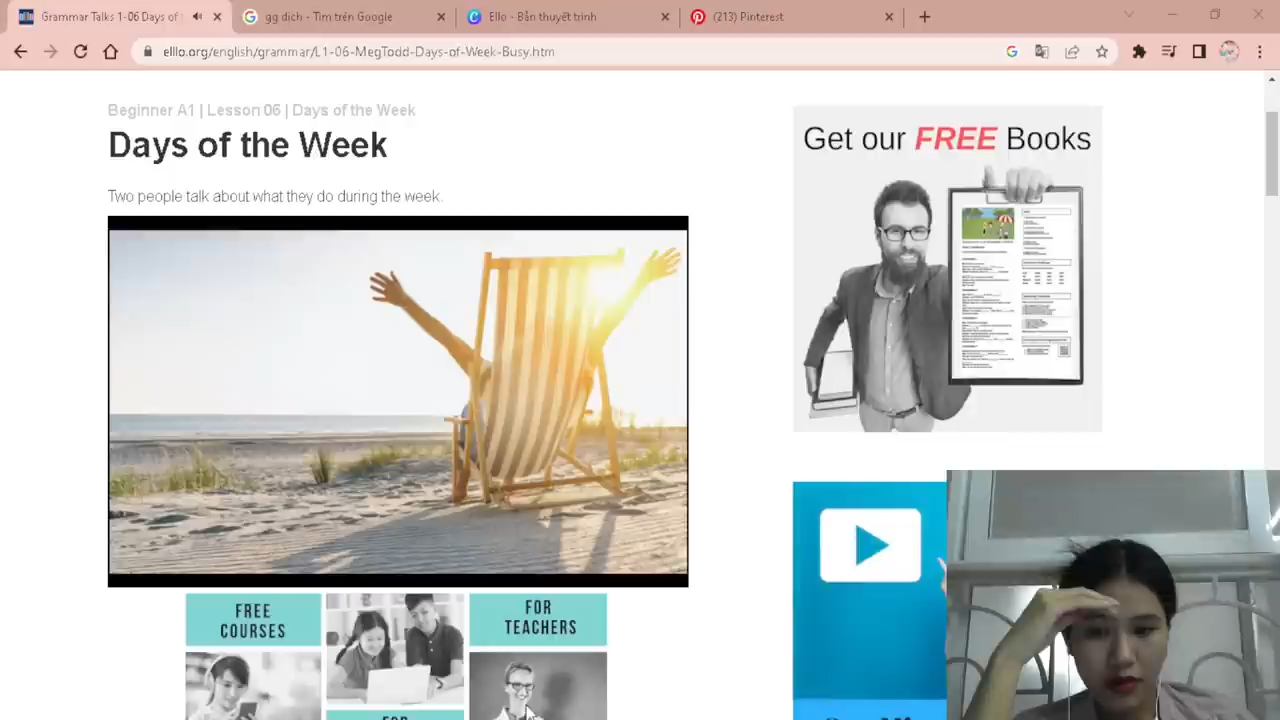 Grammar Talks 1-06 Days of
gg dịch - Tìm trên Google
Ello - Bản thuyết trình
(213) Pinterest
elllo.org/english/grammar/L1-06-MegTodd-Days-of-Week-Busy.htm
Beginner A1 | Lesson 06 | Days of the Week
Days of the Week
Two people talk about what they do during the week.
Get our FREE Books
FREE
COURSES
FOR
TEACHERS
FOR